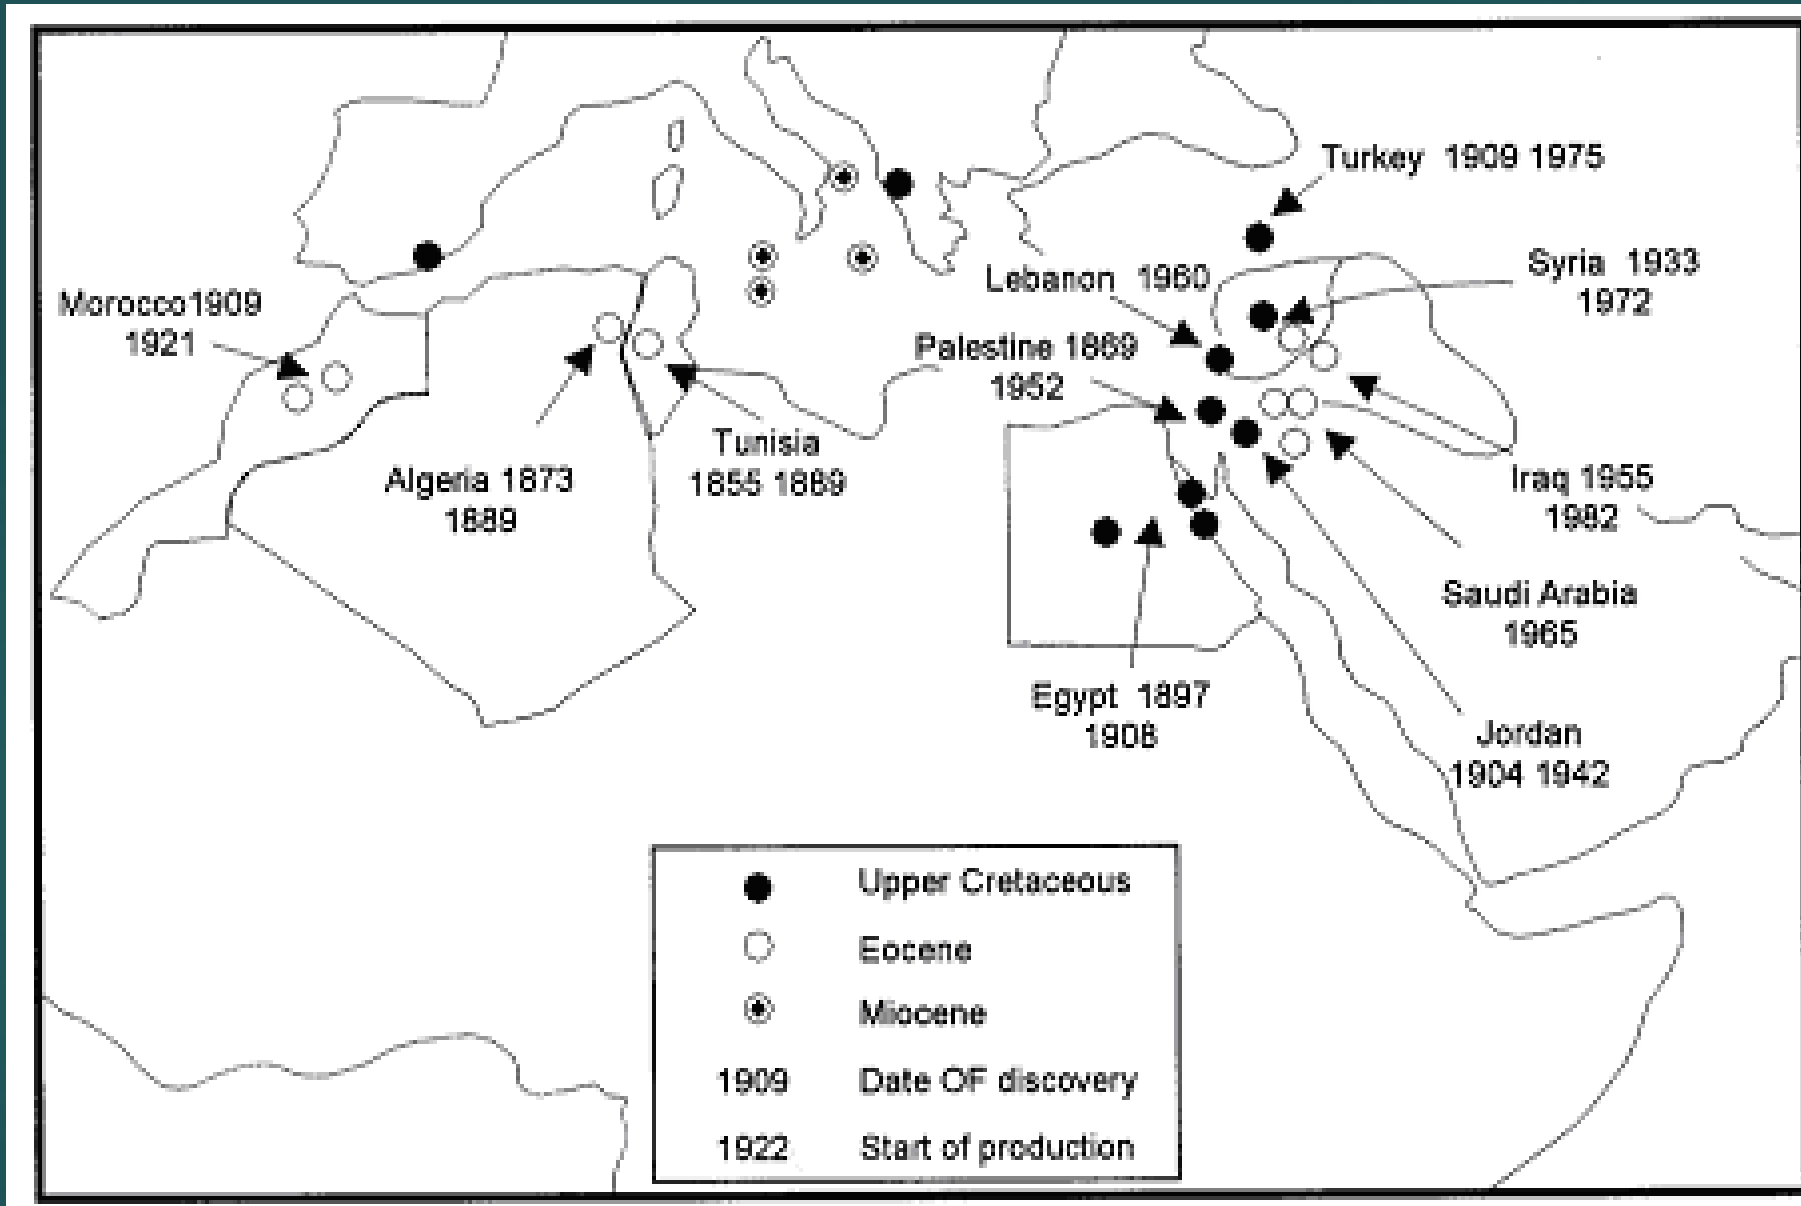 Turkey 1909 1975
Syria 1933
1972
Lebanon 1960
Morocco1909
1921
Palestine 1869
1952
Tunisia
1855 1889
Algeria 1873
1889
Iraq 1955
1982
Saudi Arabia
1965
Egypt 1897
1908
Jordan
1904 1942
Upper Cretaceous
Eocene
Miocene
1909 Date OF discovery
1922 Start of production